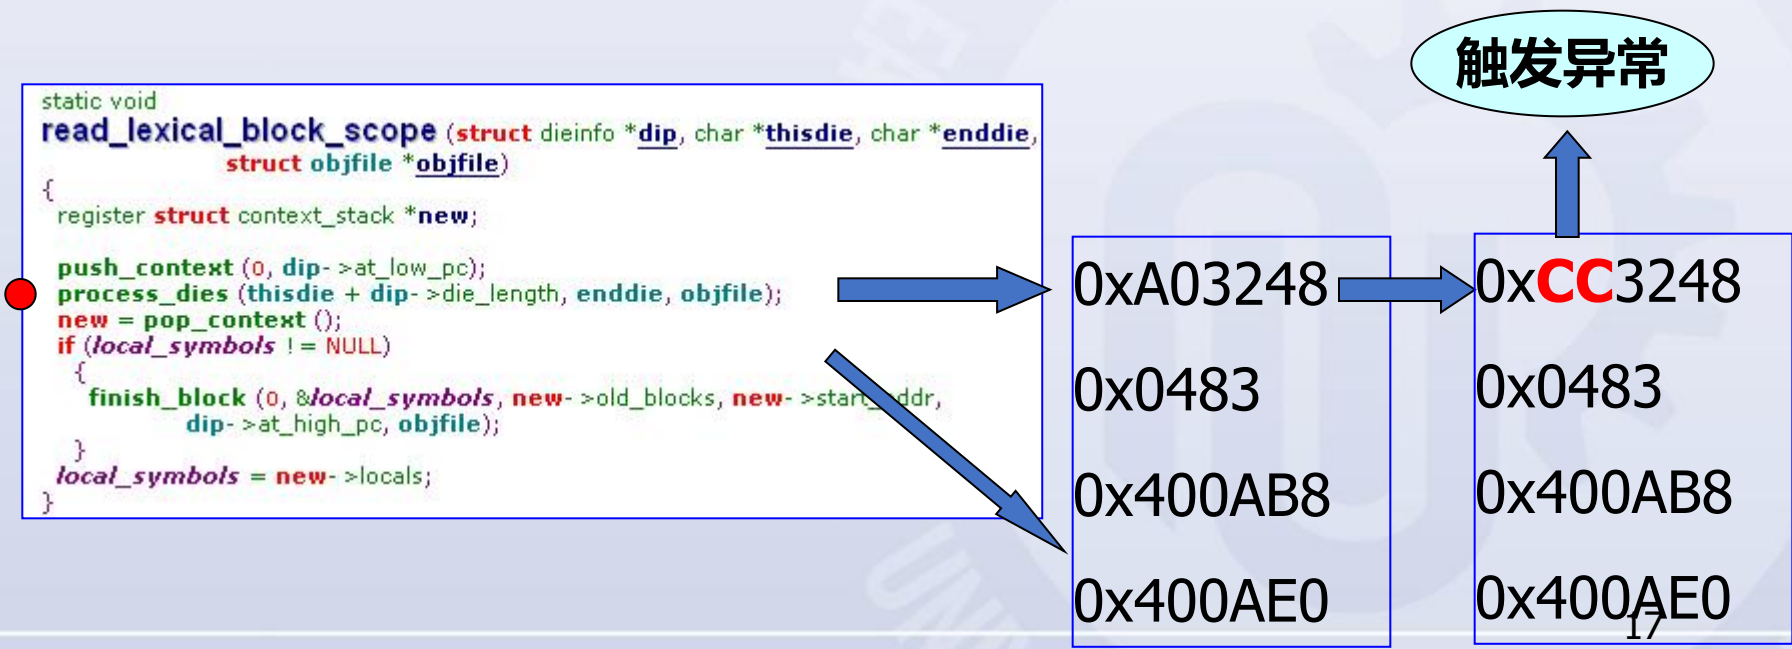 触发异常
static void
read_lexical_block_scope (struct dieinfo *dip, char *thisdie, char *enddie,
struct objfile *objfile)
{
register struct context_stack *new;
push_context (0, dip- >at_low_pc);
process_dies (thisdie + dip- >die_length, enddie, objfile);
new = pop_context ();
if (local_symbols != NULL)
{
finish_block (0, &local_symbols, new- >old_blocks, new- >start_addr,
dip- >at_high_pc, objfile);
}
local_symbols = new- >locals;
}
0xA03248
0x0483
0x400AB8
0x400AE0
0xCC3248
0x0483
0x400AB8
0x400AE0
17